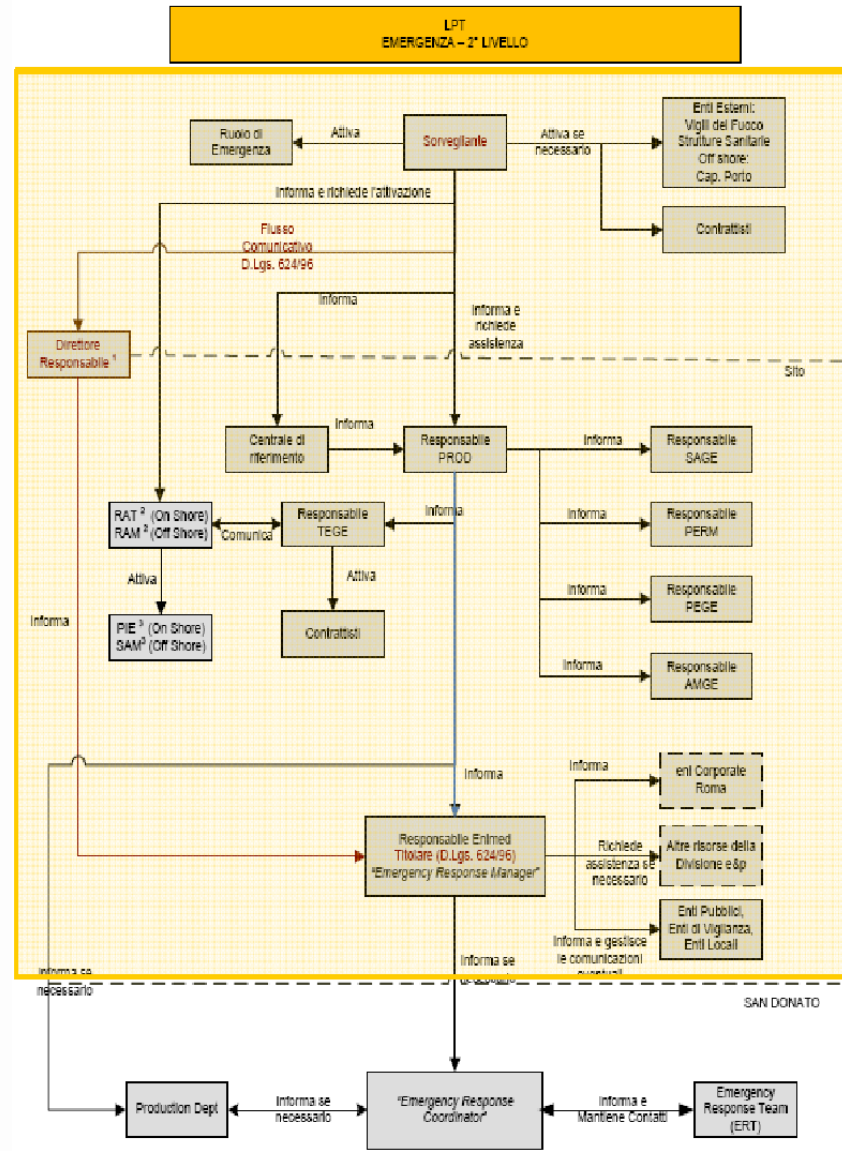 LPT
EMERGENZA – 2° LIVELLO
Ruolo di
Emergenza
Attiva
Sorvegliante
Attiva se
necessario
Enti Esterni:
Vigili del Fuoco
Strutture Sanitarie
Off shore:
Cap. Porto
Contrattisti
Informa e richiede l'attivazione
Flusso
Comunicativo
D.Lgs. 624/96
Informa
Informa e
richiede
assistenza
Direttore
Responsabile 1
Sito
Centrale di
riferimento
Informa
Responsabile
PROD
Informa
Responsabile
SAGE
RAT 2 (On Shore)
RAM 2 (Off Shore)
Comunica
Responsabile
TEGE
Informa
Informa
Responsabile
PERM
Attiva
Attiva
Informa
Responsabile
PEGE
Informa
PIE 3 (On Shore)
SAM3 (Off Shore)
Contrattisti
Informa
Responsabile
AMGE
Informa
Informa
eni Corporate
Roma
Responsabile Enimed
Titolare (D.Lgs. 624/96)
"Emergency Response Manager"
Richiede
assistenza se
necessario
Altre risorse della
Divisione e&p
Informa e gestisce
le comunicazioni
eventuali
Enti Pubblici,
Enti di Vigilanza,
Enti Locali
Informa se
necessario
Informa se
necessario
SAN DONATO
Production Dept
Informa se
necessario
"Emergency Response
Coordinator"
Informa e
Mantiene Contatti
Emergency
Response Team
(ERT)